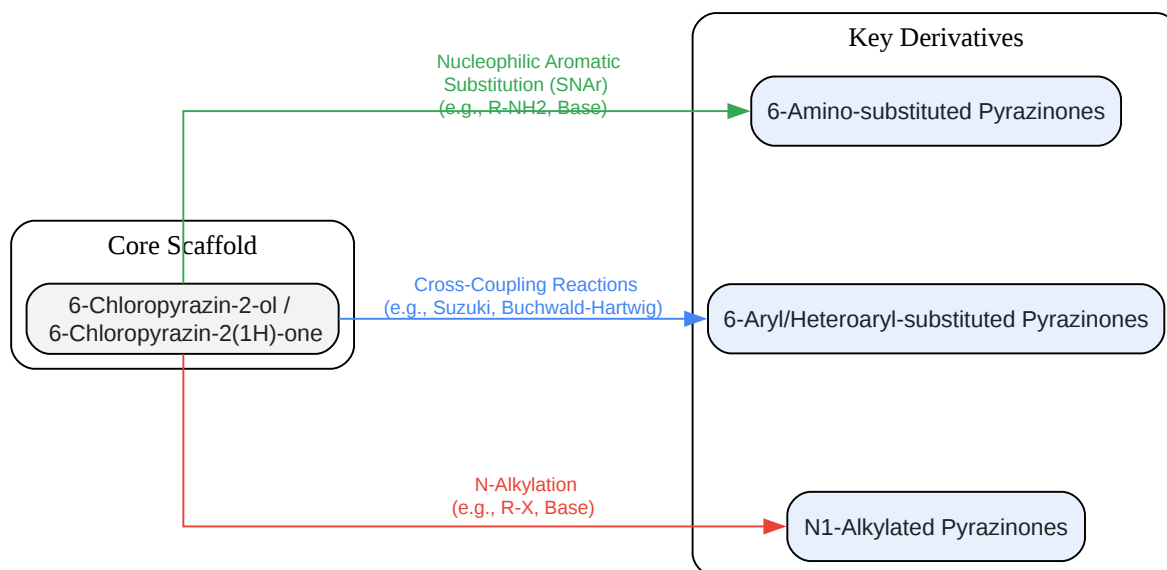 Key Derivatives
Nucleophilic Aromatic
Substitution (SNAr)
(e.g., R-NH2, Base)
6-Amino-substituted Pyrazinones
Core Scaffold
6-Chloropyrazin-2-ol /
6-Chloropyrazin-2(1H)-one
Cross-Coupling Reactions
(e.g., Suzuki, Buchwald-Hartwig)
6-Aryl/Heteroaryl-substituted Pyrazinones
N-Alkylation
(e.g., R-X, Base)
N1-Alkylated Pyrazinones